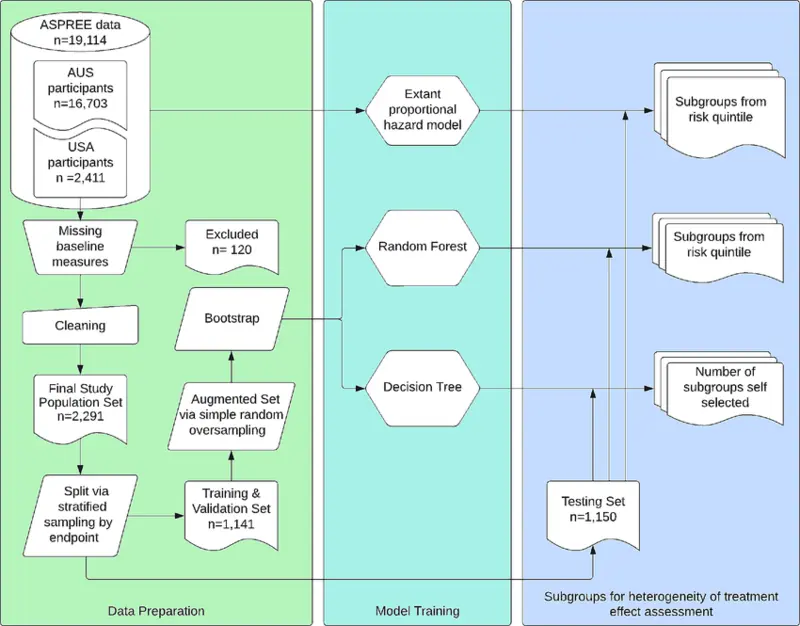 ASPREE data
n=19,114
AUS
participants
n=16,703
USA
participants
n =2,411
Missing
baseline
measures
Excluded
n= 120
Cleaning
Final Study
Population Set
n=2,291
Split via
stratified
sampling by
endpoint
Training &
Validation Set
n=1,141
Augmented Set
via simple random
oversampling
Bootstrap
Data Preparation
Extant
proportional
hazard model
Random Forest
Decision Tree
Model Training
Subgroups from
risk quintile
Subgroups from
risk quintile
Number of
subgroups self
selected
Testing Set
n=1,150
Subgroups for heterogeneity of treatment
effect assessment